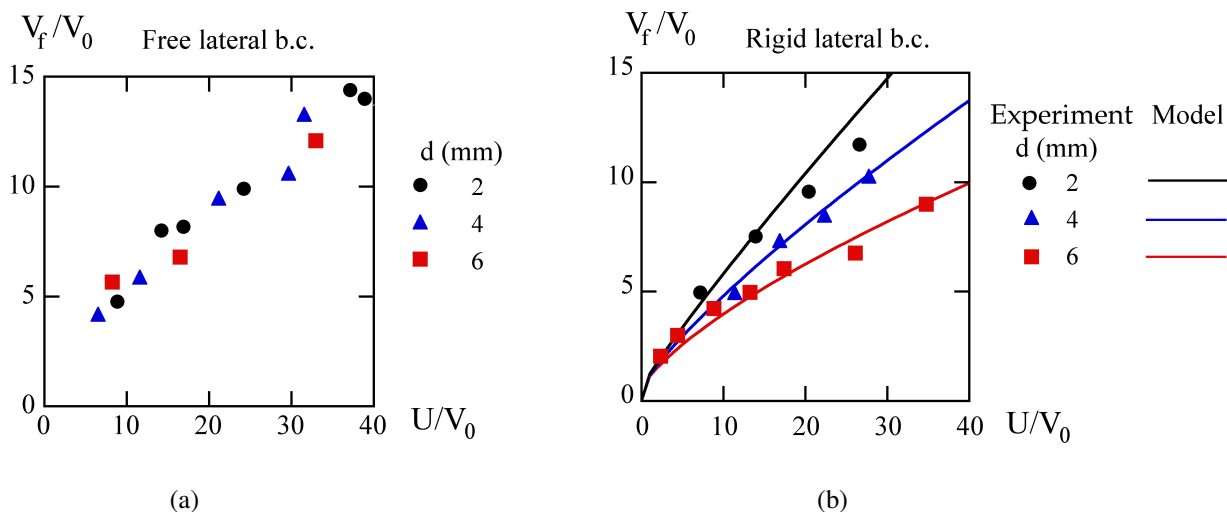 V_f/V_0
Free lateral b.c.
15
10
5
0
0 10 20 30 40
U/V_0
d (mm)
2
4
6
(a)
V_f/V_0
Rigid lateral b.c.
15
10
5
0
0 10 20 30 40
U/V_0
Experiment Model
d (mm)
2
4
6
(b)